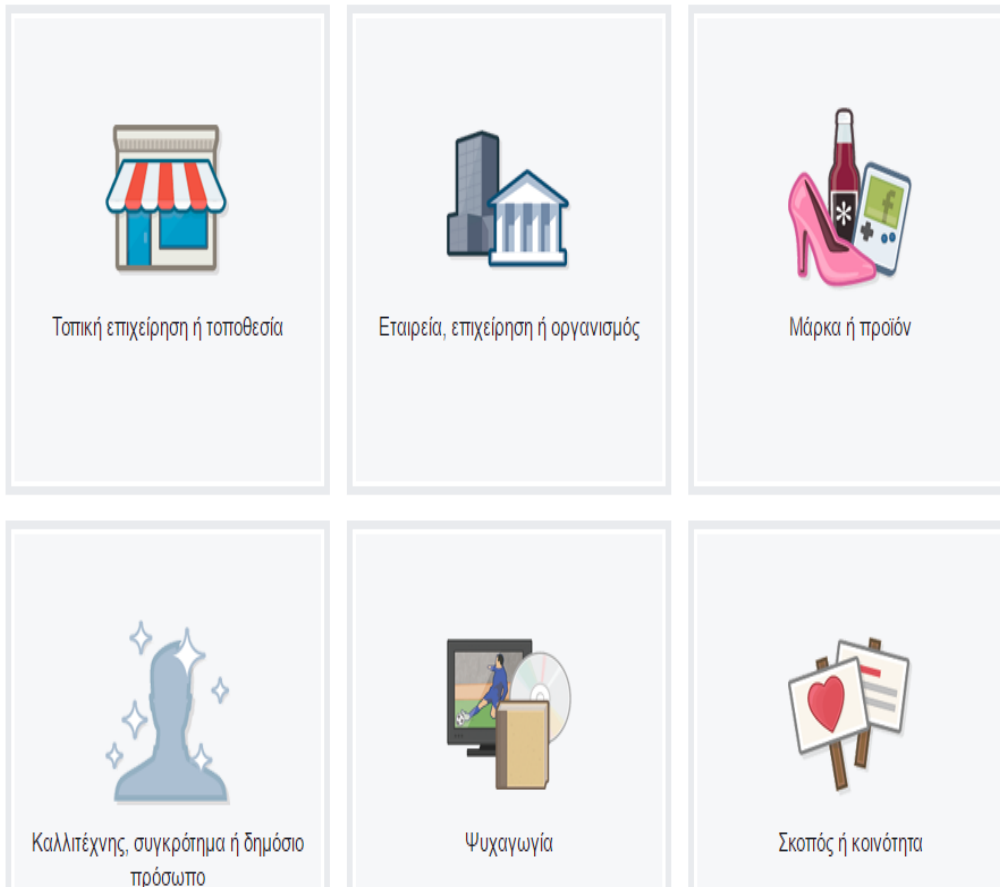 Τοπική επιχείρηση ή τοποθεσία
Εταιρεία, επιχείρηση ή οργανισμός
Μάρκα ή προϊόν
Καλλιτέχνης, συγκρότημα ή δημόσιο
πρόσωπο
Ψυχαγωγία
Σκοπός ή κοινότητα